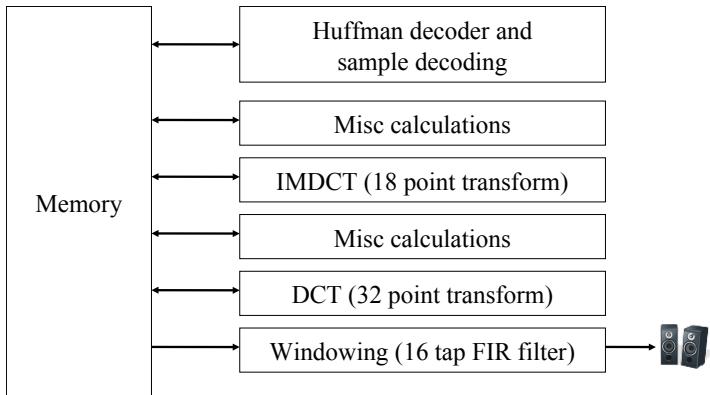 Huffman decoder and
sample decoding
Misc calculations
IMDCT (18 point transform)
Memory
Misc calculations
DCT (32 point transform)
Windowing (16 tap FIR filter)